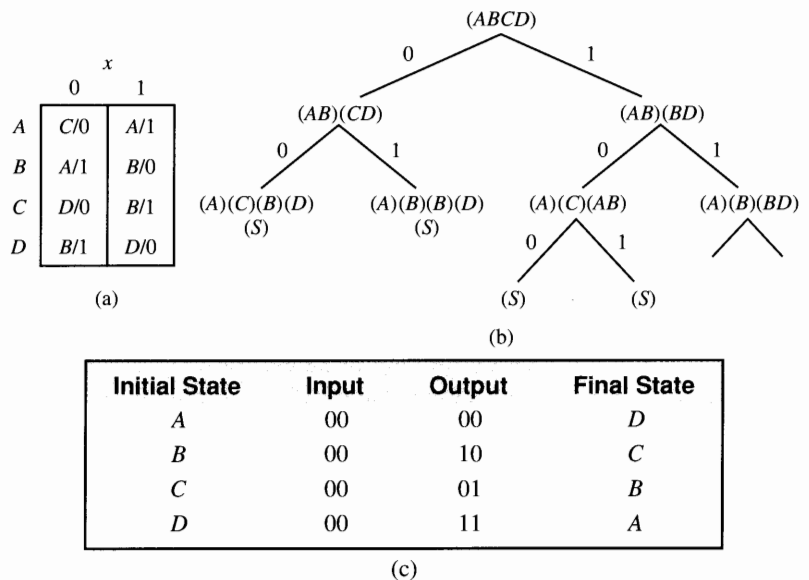 x
0 1
A C/0 A/1
B A/1 B/0
C D/0 B/1
D B/1 D/0
(a)
(ABCD)
0 1
(AB)(CD) (AB)(BD)
0 1 0 1
(A)(C)(B)(D) (A)(B)(B)(D) (A)(C)(AB) (A)(B)(BD)
(S) (S)
0 1
(S) (S)
(b)
Initial State Input Output Final State
A 00 00 D
B 00 10 C
C 00 01 B
D 00 11 A
(c)